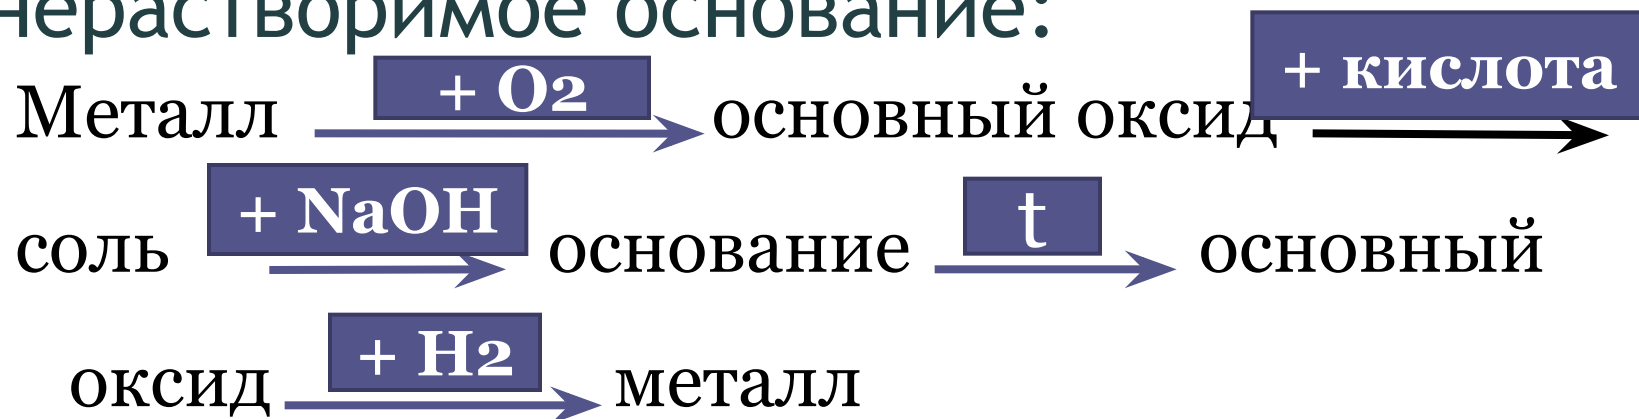 нерастворимое основание:
Металл + O2 основный оксид + кислота
соль + NaOH основание t основный
оксид + H2 металл